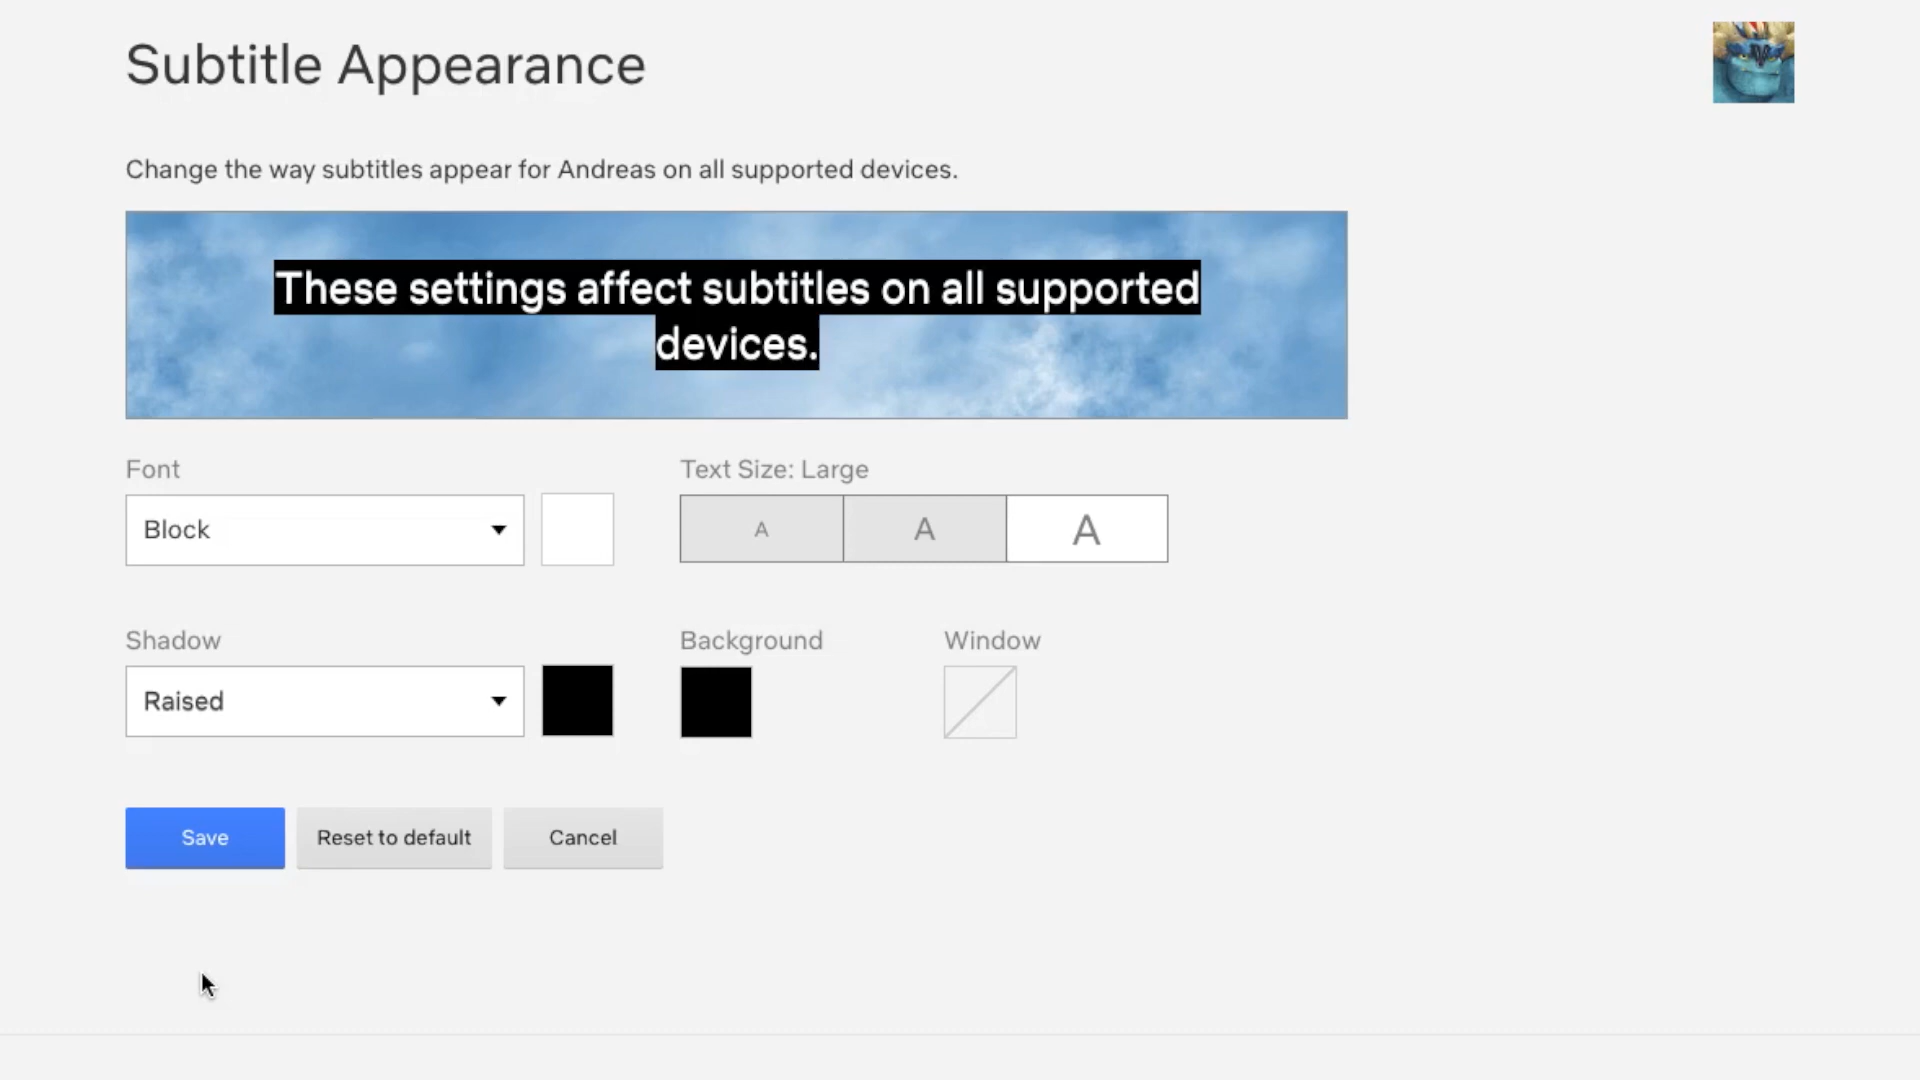 Subtitle Appearance
Change the way subtitles appear for Andreas on all supported devices.
These settings affect subtitles on all supported
devices.
Font
Text Size: Large
Block
A
A
A
Shadow
Background
Window
Raised
Save
Reset to default
Cancel